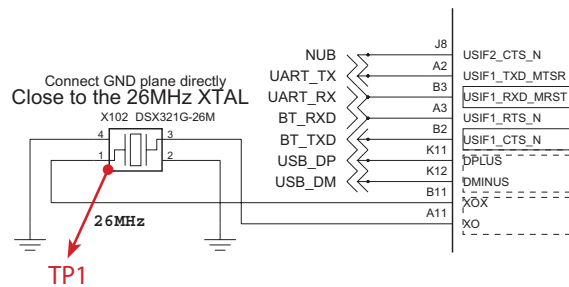 Connect GND plane directly
Close to the 26MHz XTAL
X102 DSX321G-26M
4
3
1
2
26MHz
TP1
NUB
J8
USIF2_CTS_N
UART_TX
A2
USIF1_TXD_MTSR
UART_RX
B3
USIF1_RXD_MRST
BT_RXD
A3
USIF1_RTS_N
BT_TXD
B2
USIF1_CTS_N
USB_DP
K11
DPLUS
USB_DM
K12
DMINUS
B11
XOX
A11
XO